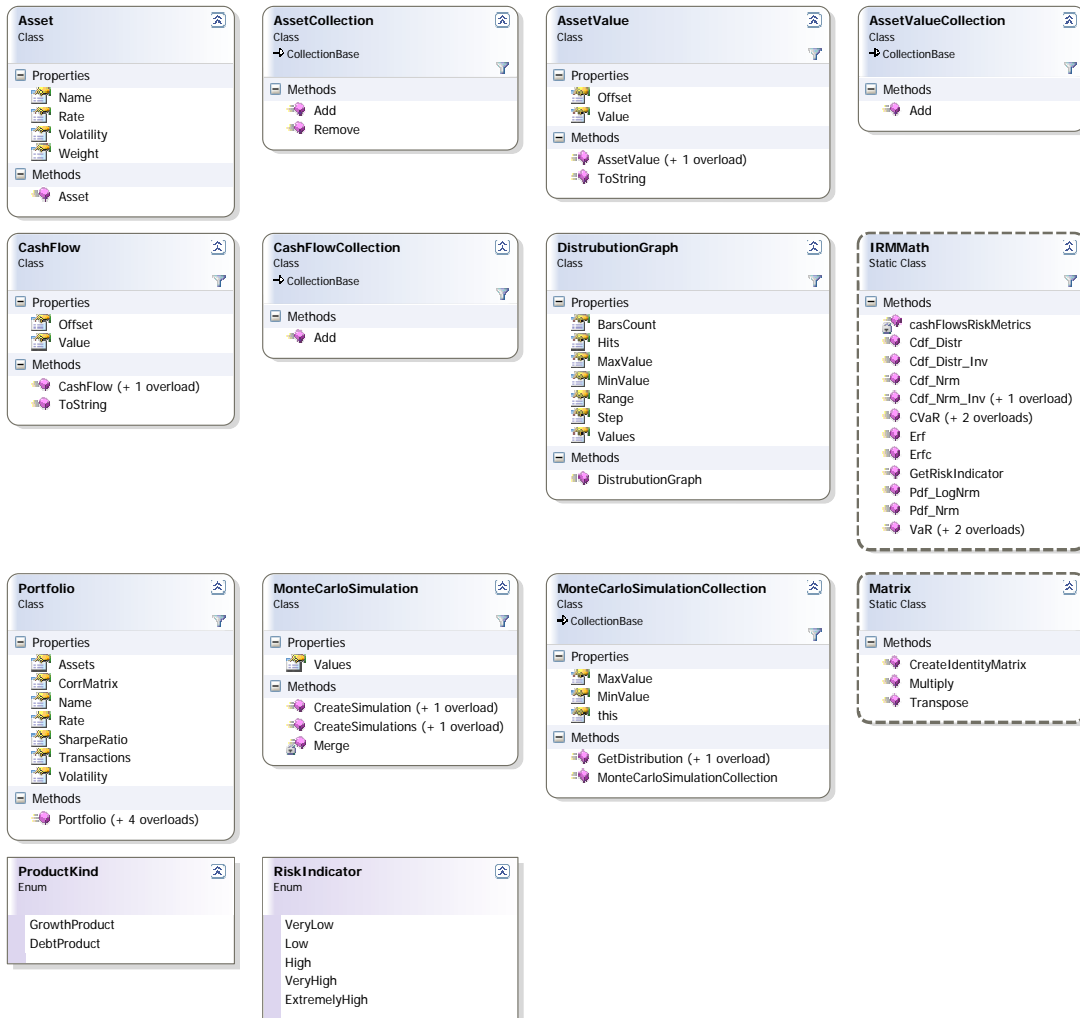 Asset
Class
Properties
Name
Rate
Volatility
Weight
Methods
Asset
AssetCollection
Class
CollectionBase
Methods
Add
Remove
AssetValue
Class
Properties
Offset
Value
Methods
AssetValue (+ 1 overload)
ToString
AssetValueCollection
Class
CollectionBase
Methods
Add
CashFlow
Class
Properties
Offset
Value
Methods
CashFlow (+ 1 overload)
ToString
CashFlowCollection
Class
CollectionBase
Methods
Add
DistrubutionGraph
Class
Properties
BarsCount
Hits
MaxValue
MinValue
Range
Step
Values
Methods
DistrubutionGraph
IRMMath
Static Class
Methods
cashFlowsRiskMetrics
Cdf_Distr
Cdf_Distr_Inv
Cdf_Nrm
Cdf_Nrm_Inv (+ 1 overload)
CVaR (+ 2 overloads)
Erf
Erfc
GetRiskIndicator
Pdf_LogNrm
Pdf_Nrm
VaR (+ 2 overloads)
Portfolio
Class
Properties
Assets
CorrMatrix
Name
Rate
SharpeRatio
Transactions
Volatility
Methods
Portfolio (+ 4 overloads)
MonteCarloSimulation
Class
Properties
Values
Methods
CreateSimulation (+ 1 overload)
CreateSimulations (+ 1 overload)
Merge
MonteCarloSimulationCollection
Class
CollectionBase
Properties
MaxValue
MinValue
this
Methods
GetDistribution (+ 1 overload)
MonteCarloSimulationCollection
Matrix
Static Class
Methods
CreateIdentityMatrix
Multiply
Transpose
ProductKind
Enum
GrowthProduct
DebtProduct
RiskIndicator
Enum
VeryLow
Low
High
VeryHigh
ExtremelyHigh